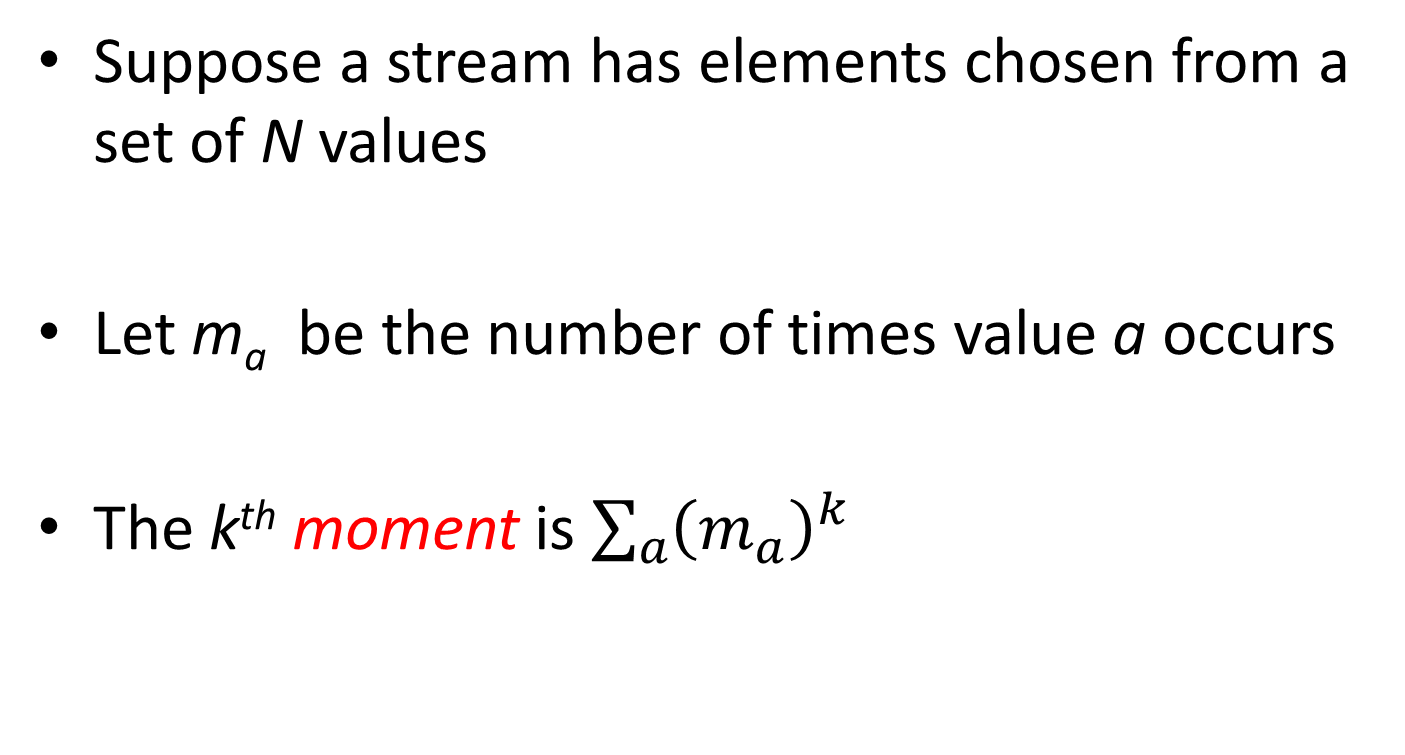 • Suppose a stream has elements chosen from a
set of N values
• Let mₐ be the number of times value a occurs
• The kᵗʰ moment is ∑ₐ(mₐ)ᵏ